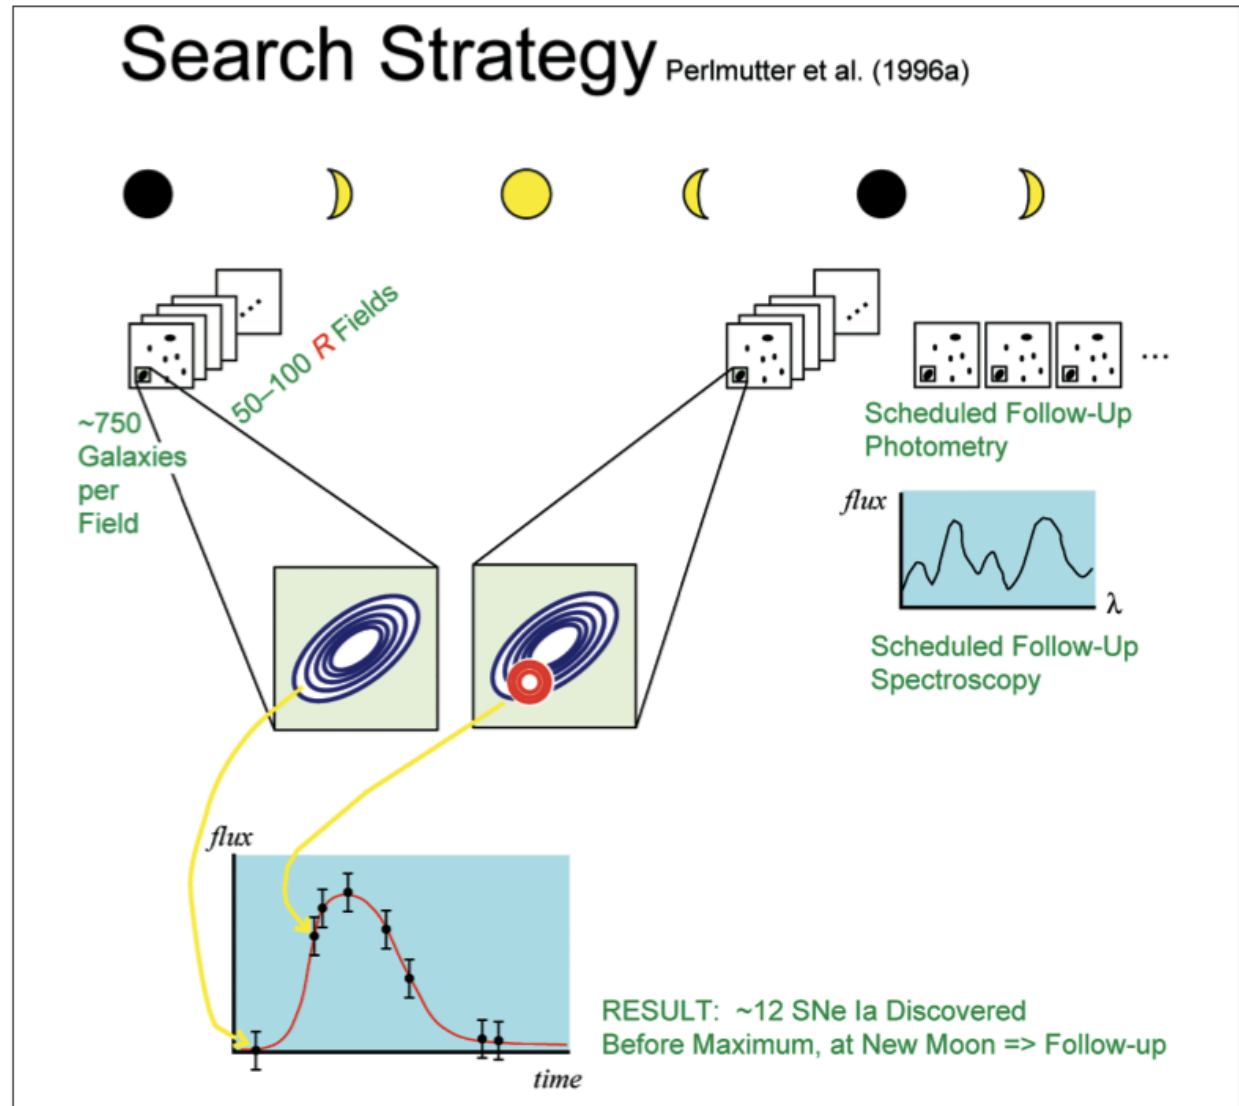 Search Strategy Perlmutter et al. (1996a)
50–100 R Fields
~750
Galaxies
per
Field
...
Scheduled Follow-Up
Photometry
flux
λ
Scheduled Follow-Up
Spectroscopy
flux
time
RESULT: ~12 SNe Ia Discovered
Before Maximum, at New Moon => Follow-up